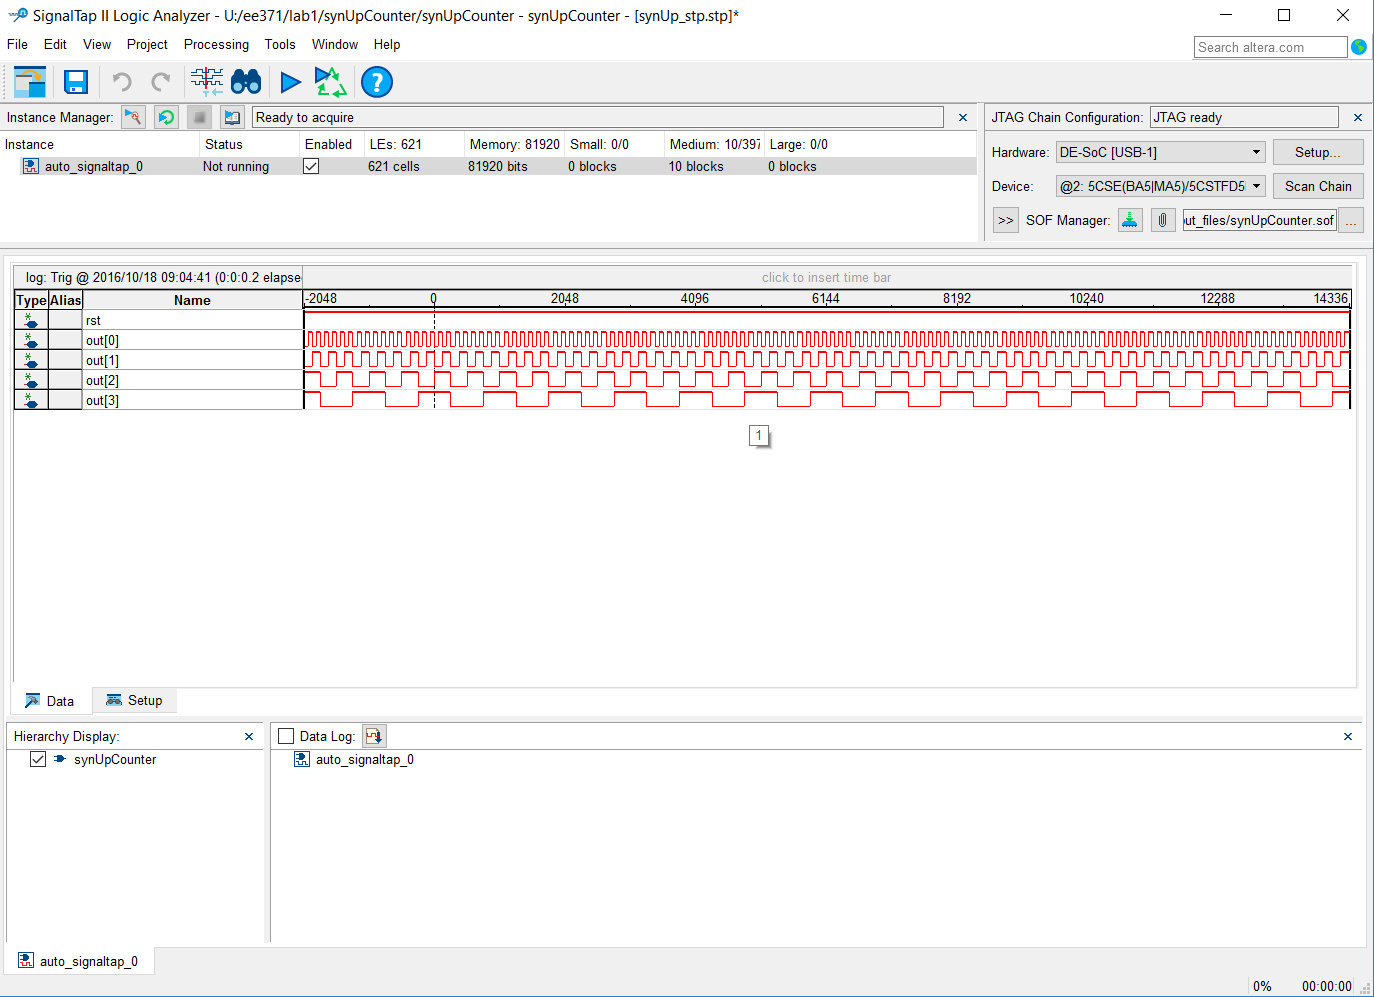 SignalTap II Logic Analyzer - U:/ee371/lab1/synUpCounter/synUpCounter - synUpCounter - [synUp_stp.stp]*
File Edit View Project Processing Tools Window Help
Search altera.com
Instance Manager: Ready to acquire
JTAG Chain Configuration: JTAG ready
Instance Status Enabled LEs: 621 Memory: 81920 Small: 0/0 Medium: 10/397 Large: 0/0
auto_signaltap_0 Not running 621 cells 81920 bits 0 blocks 10 blocks 0 blocks
Hardware: DE-SoC [USB-1] Setup...
Device: @2: 5CSE(BA5|MA5)/5CSTFD5 Scan Chain
>> SOF Manager: out_files/synUpCounter.sof ...
log: Trig @ 2016/10/18 09:04:41 (0:0:0.2 elapse click to insert time bar
Type Alias Name -2048 0 2048 4096 6144 8192 10240 12288 14336
rst
out[0]
out[1]
out[2]
out[3]
1
Data Setup
Hierarchy Display:
synUpCounter
Data Log:
auto_signaltap_0
auto_signaltap_0
0% 00:00:00